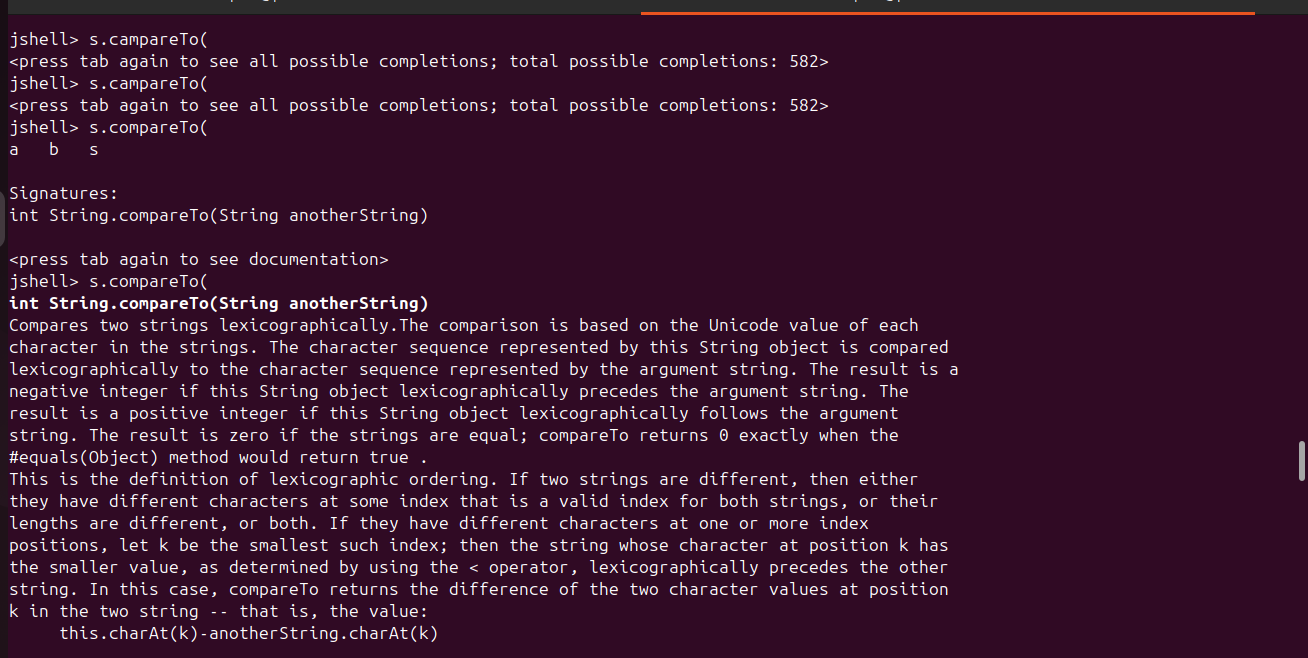 jshell> s.campareTo(
<press tab again to see all possible completions; total possible completions: 582>
jshell> s.campareTo(
<press tab again to see all possible completions; total possible completions: 582>
jshell> s.compareTo(
a   b   s
Signatures:
int String.compareTo(String anotherString)
<press tab again to see documentation>
jshell> s.compareTo(
int String.compareTo(String anotherString)
Compares two strings lexicographically.The comparison is based on the Unicode value of each
character in the strings. The character sequence represented by this String object is compared
lexicographically to the character sequence represented by the argument string. The result is a
negative integer if this String object lexicographically precedes the argument string. The
result is a positive integer if this String object lexicographically follows the argument
string. The result is zero if the strings are equal; compareTo returns 0 exactly when the
#equals(Object) method would return true .
This is the definition of lexicographic ordering. If two strings are different, then either
they have different characters at some index that is a valid index for both strings, or their
lengths are different, or both. If they have different characters at one or more index
positions, let k be the smallest such index; then the string whose character at position k has
the smaller value, as determined by using the < operator, lexicographically precedes the other
string. In this case, compareTo returns the difference of the two character values at position
k in the two string -- that is, the value:
     this.charAt(k)-anotherString.charAt(k)